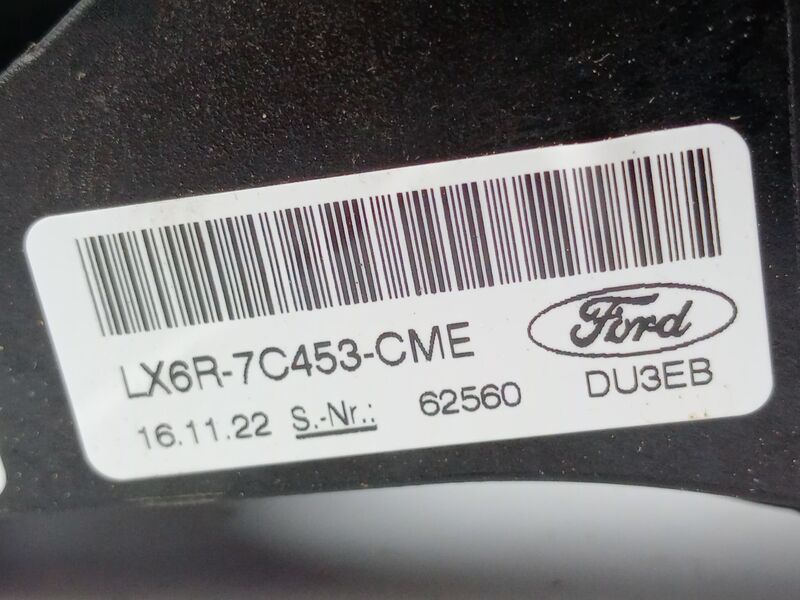 Ford
LX6R-7C453-CME
DU3EB
16.11.22 S.-Nr.: 62560